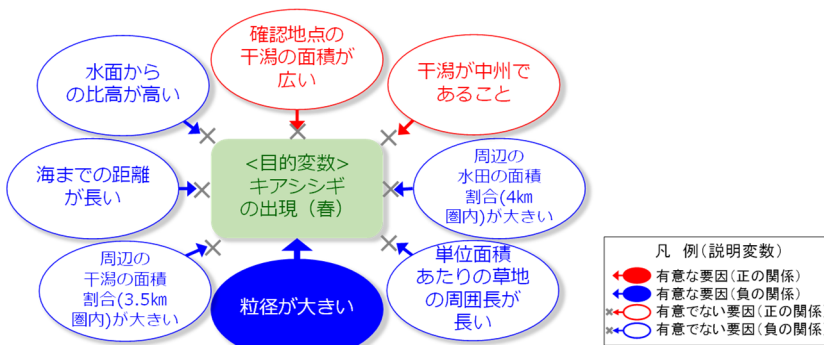 確認地点の
干潟の面積が
広い
水面から
の比高が高い
干潟が中州で
あること
<目的変数>
キアシシギ
の出現（春）
海までの距離
が長い
周辺の
水田の面積
割合(4km
圏内)が大きい
周辺の
干潟の面積
割合(3.5km
圏内)が大きい
粒径が大きい
単位面積
あたりの草地
の周囲長が
長い
凡 例(説明変数)
有意な要因(正の関係)
有意な要因(負の関係)
有意でない要因(正の関係)
有意でない要因(負の関係)